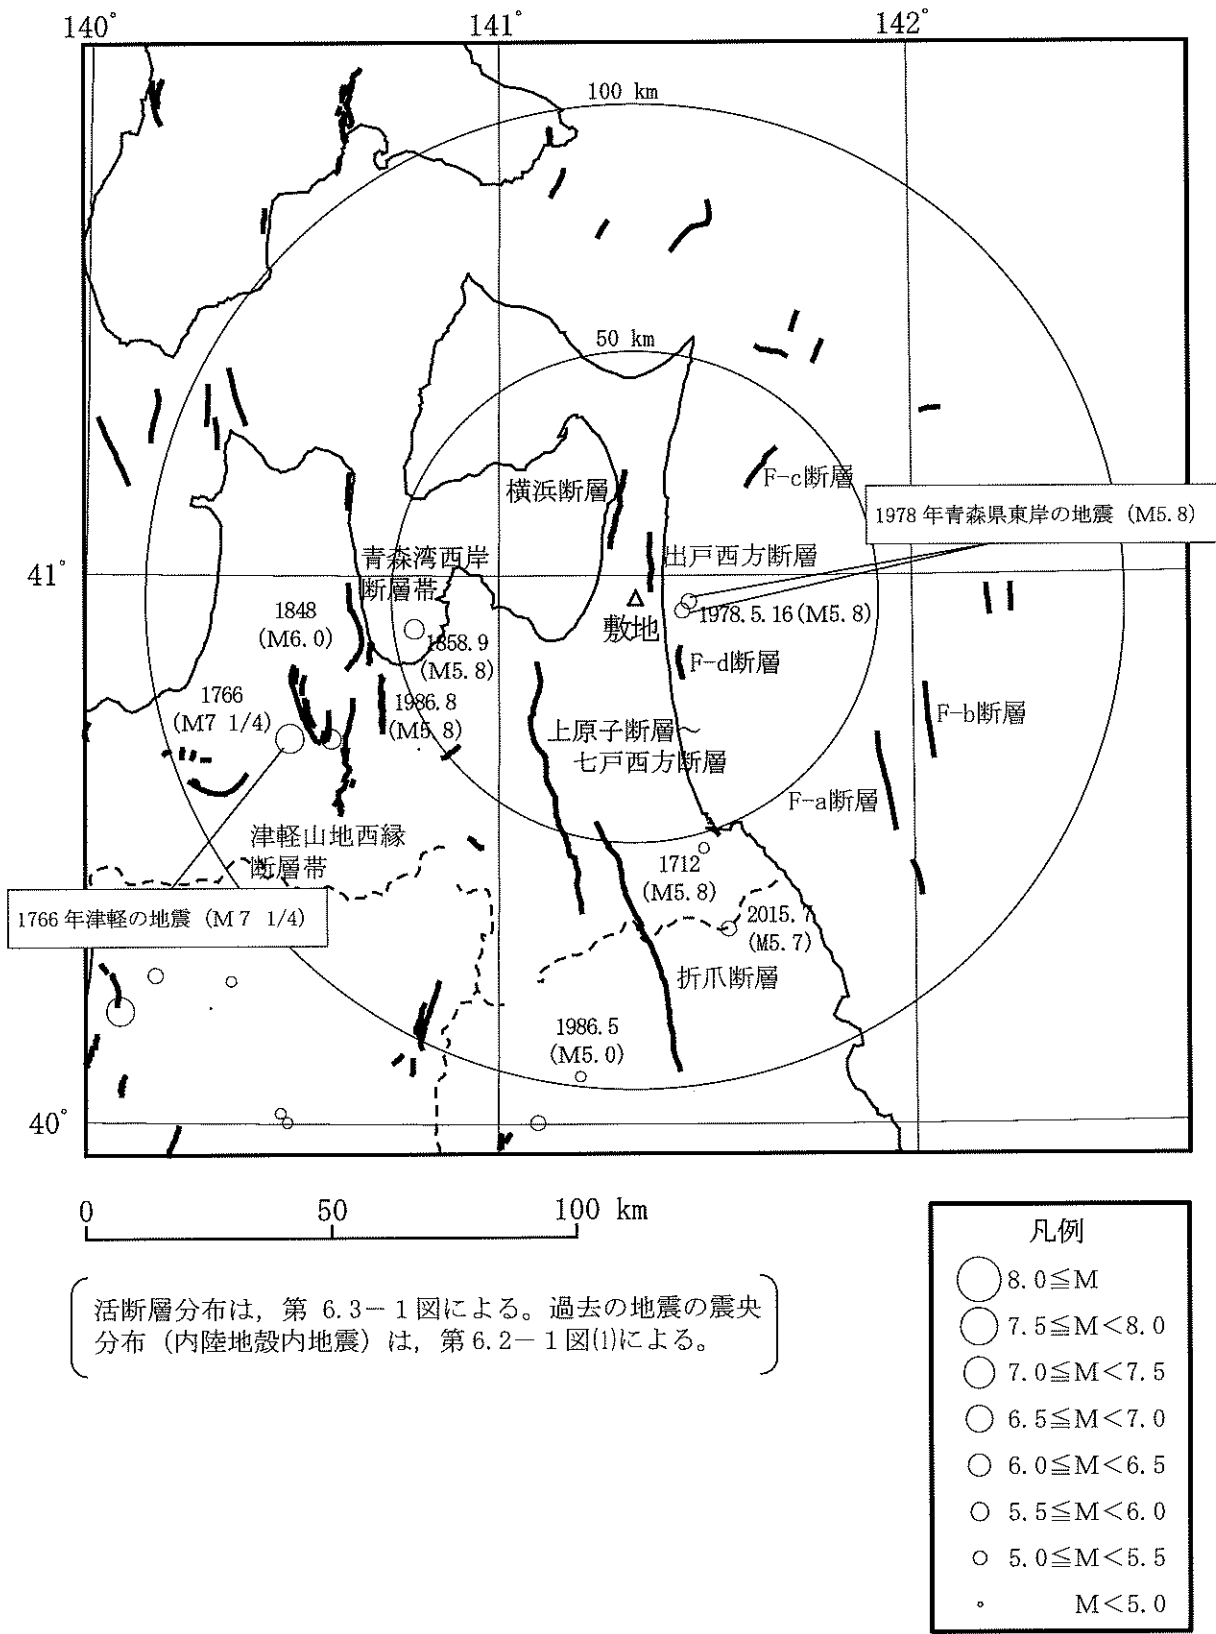 140° 141° 142°
100 km
50 km
横浜断層
F-c断層
1978 年青森県東岸の地震 (M5.8)
青森湾西岸
断層帯
出戸西方断層
41°
1848
(M6.0)
敷地
1978.5.16(M5.8)
1858.9
(M5.8)
F-d断層
1766
(M7 1/4)
1986.8
(M5.8)
F-b断層
上原子断層～
七戸西方断層
F-a断層
津軽山地西縁
断層帯
1712
(M5.8)
1766 年津軽の地震 (M7 1/4)
2015.7
(M5.7)
折爪断層
1986.5
(M5.0)
40°
0 50 100 km
凡例
8.0≦M
7.5≦M＜8.0
7.0≦M＜7.5
6.5≦M＜7.0
6.0≦M＜6.5
5.5≦M＜6.0
5.0≦M＜5.5
M＜5.0
活断層分布は，第 6.3－1図による。過去の地震の震央
分布（内陸地殻内地震）は，第 6.2－1図(1)による。